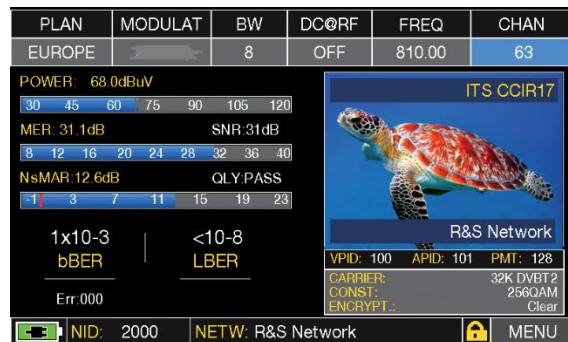 PLAN MODULAT BW DC@RF FREQ CHAN
EUROPE 8 OFF 810.00 63
POWER: 68.0dBuV
30 45 60 75 90 105 120
MER: 31.1dB SNR:31dB
8 12 16 20 24 28 32 36 40
NsMAR:12.6dB QLY:PASS
-1 3 7 11 15 19 23
1x10-3 <10-8
bBER LBER
Err:000
ITS CCIR17
R&S Network
VPID: 100 APID: 101 PMT: 128
CARRIER: 32K DVBT2
CONST: 256QAM
ENCRYPT.: Clear
NID: 2000 NETW: R&S Network MENU